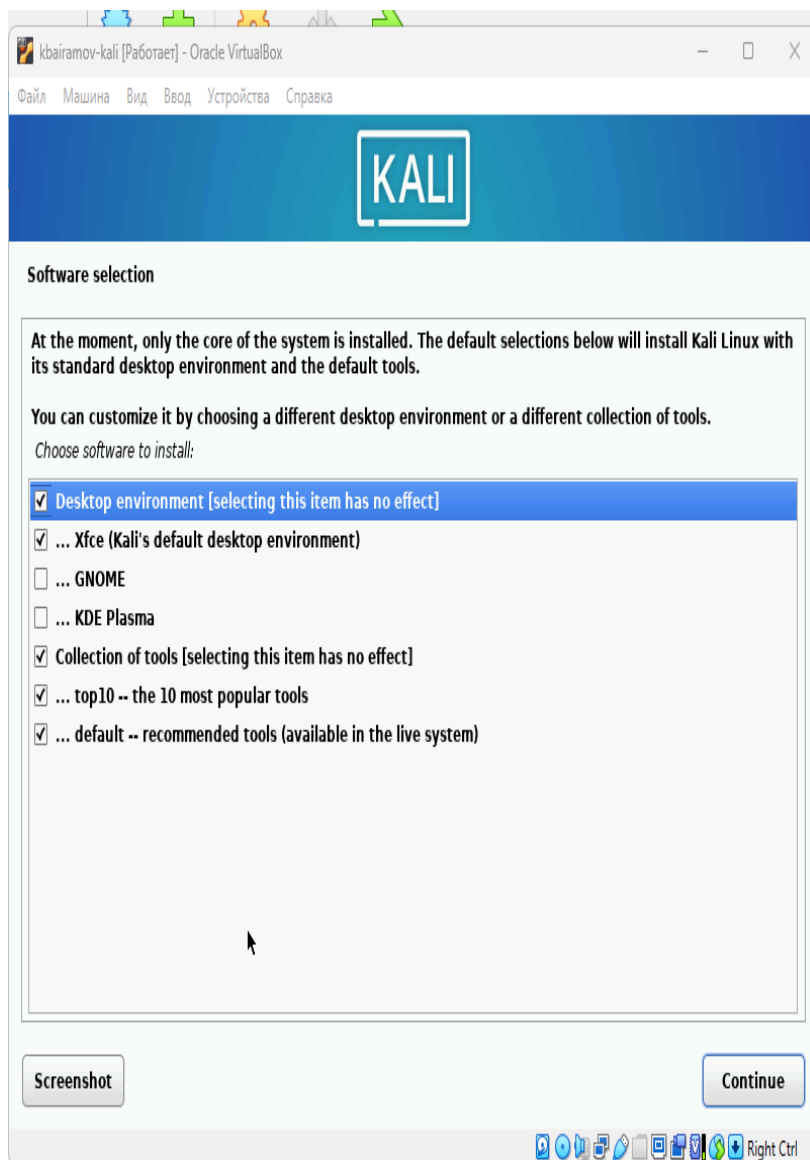 kbairamov-kali [Работает] - Oracle VirtualBox
Файл Машина Вид Ввод Устройства Справка
KALI
Software selection
At the moment, only the core of the system is installed. The default selections below will install Kali Linux with
its standard desktop environment and the default tools.
You can customize it by choosing a different desktop environment or a different collection of tools.
Choose software to install:
Desktop environment [selecting this item has no effect]
... Xfce (Kali's default desktop environment)
... GNOME
... KDE Plasma
Collection of tools [selecting this item has no effect]
... top10 -- the 10 most popular tools
... default -- recommended tools (available in the live system)
Screenshot
Continue
Right Ctrl